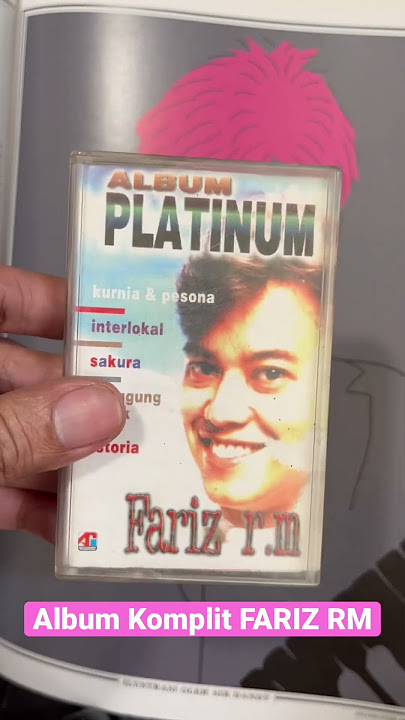 ALBUM
PLATINUM
kurnia & pesona
interlokal
sakura
Fariz r.m
Album Komplit FARIZ RM